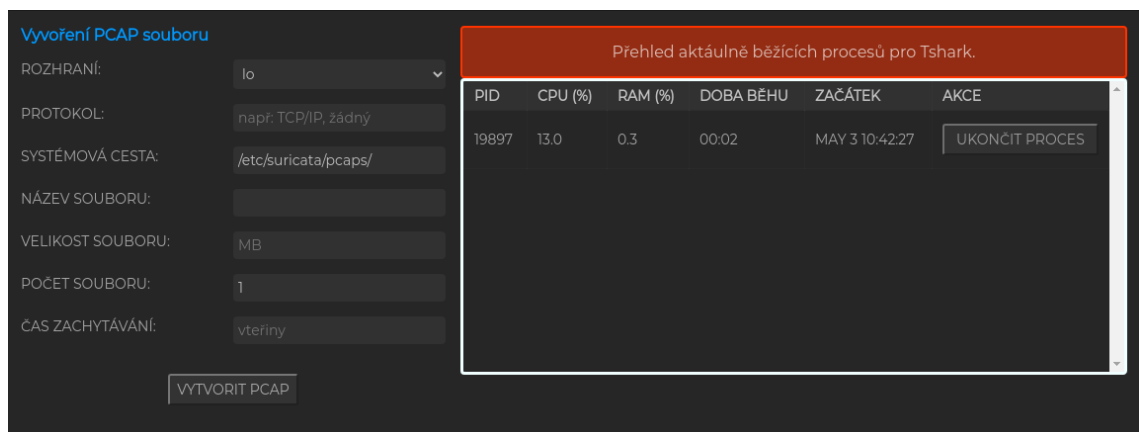 Vyvoření PCAP souboru
ROZHRANÍ: lo
PROTOKOL: např: TCP/IP, žádný
SYSTÉMOVÁ CESTA: /etc/suricata/pcaps/
NÁZEV SOUBORU:
VELIKOST SOUBORU: MB
POČET SOUBORU: 1
ČAS ZACHYTÁVÁNÍ: vteřiny
VYTVORIT PCAP
Přehled aktáulně běžících procesů pro Tshark.
PID CPU (%) RAM (%) DOBA BĚHU ZAČÁTEK AKCE
19897 13.0 0.3 00:02 MAY 3 10:42:27 UKONČIT PROCES